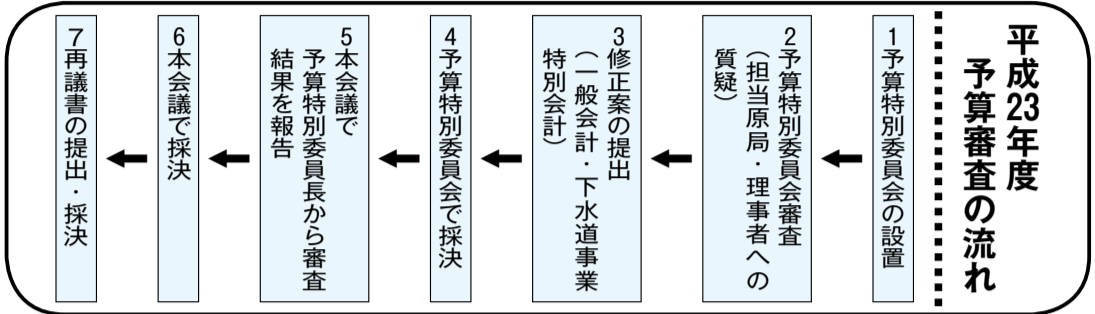 平成23年度
予算審査の流れ
1予算特別委員会の設置
2予算特別委員会審査
(担当原局・理事者への
質疑)
3修正案の提出
(一般会計・下水道事業
特別会計)
4予算特別委員会で採決
5本会議で
予算特別委員長から審査
結果を報告
6本会議で採決
7再議書の提出・採決